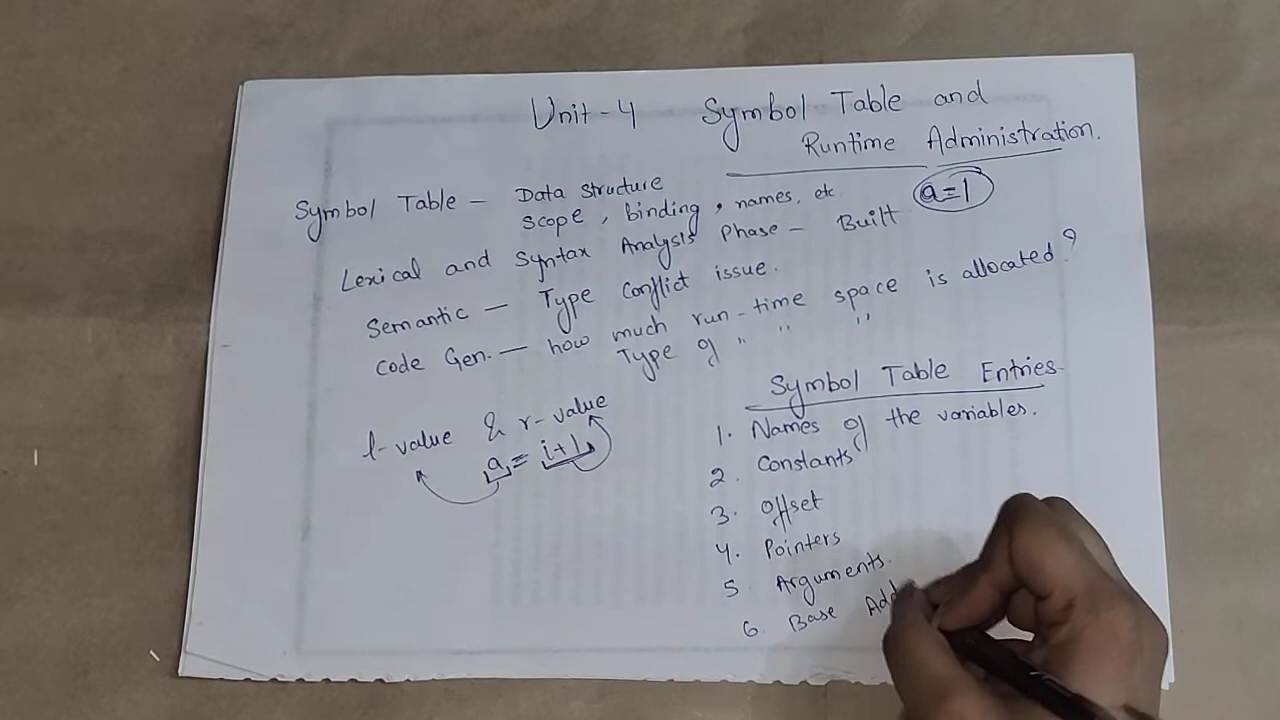 Unit-4 Symbol Table and
Runtime Administration.
Symbol Table - Data Structure
Scope, binding, names, etc a=1
Lexical and Syntax Analysis Phase - Built
Semantic - Type Conflict issue.
Code Gen. - how much run-time space is allocated?
Type of " " "
l-value & r-value
a = i+1
Symbol Table Entries
1. Names of the variables.
2. Constants
3. Offset
4. Pointers
5 Arguments.
6. Base Add